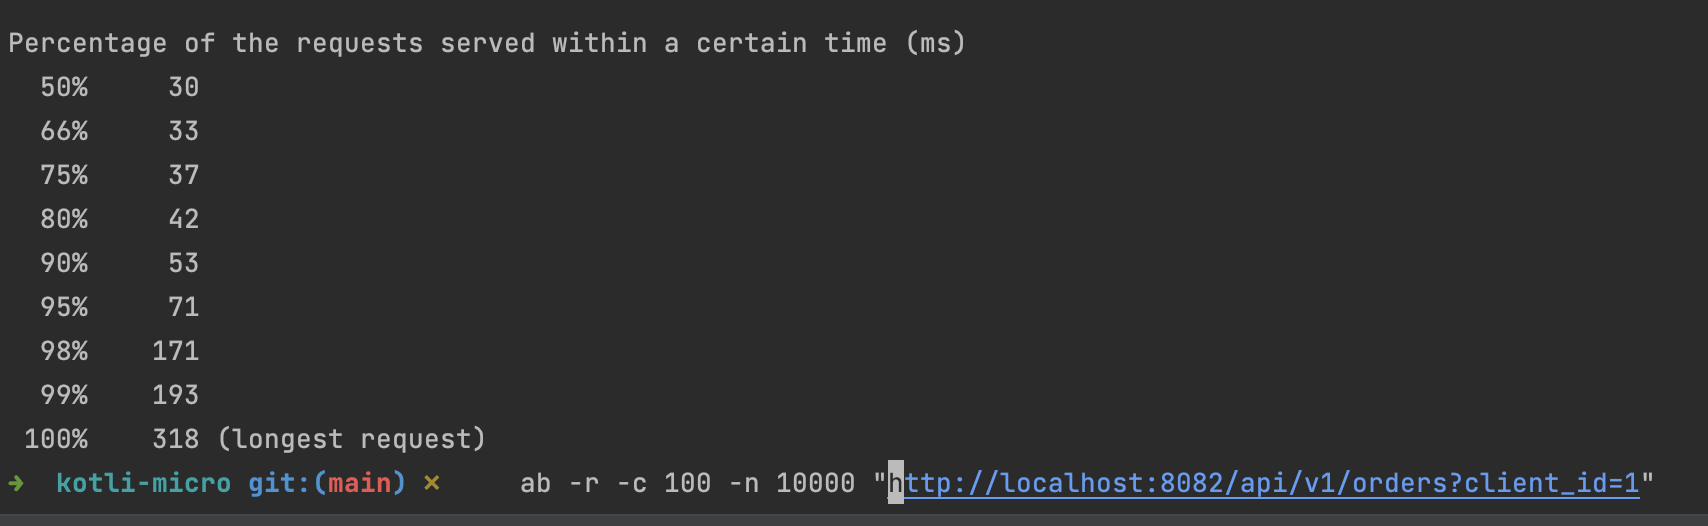 Percentage of the requests served within a certain time (ms)
50% 30
66% 33
75% 37
80% 42
90% 53
95% 71
98% 171
99% 193
100% 318 (longest request)
➜ kotli-micro git:(main) ✗ ab -r -c 100 -n 10000 "http://localhost:8082/api/v1/orders?client_id=1"